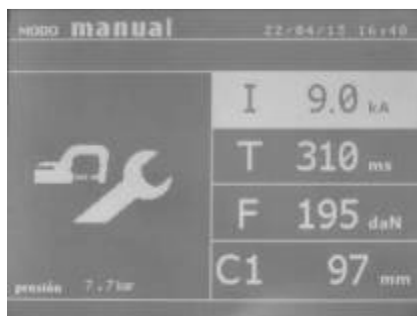 MODO manual 22/04/13 16:40
I 9.0 kA
T 310 ms
F 195 daN
C1 97 mm
presión 7.7 bar